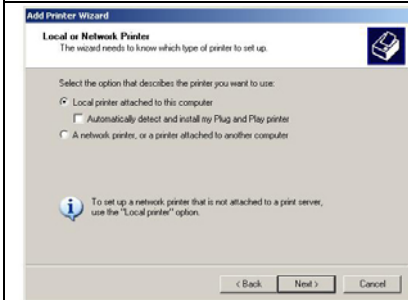 Add Printer Wizard
Local or Network Printer
The wizard needs to know which type of printer to set up.
Select the option that describes the printer you want to use:
Local printer attached to this computer
Automatically detect and install my Plug and Play printer
A network printer, or a printer attached to another computer
To set up a network printer that is not attached to a print server,
use the "Local printer" option.
< Back Next > Cancel